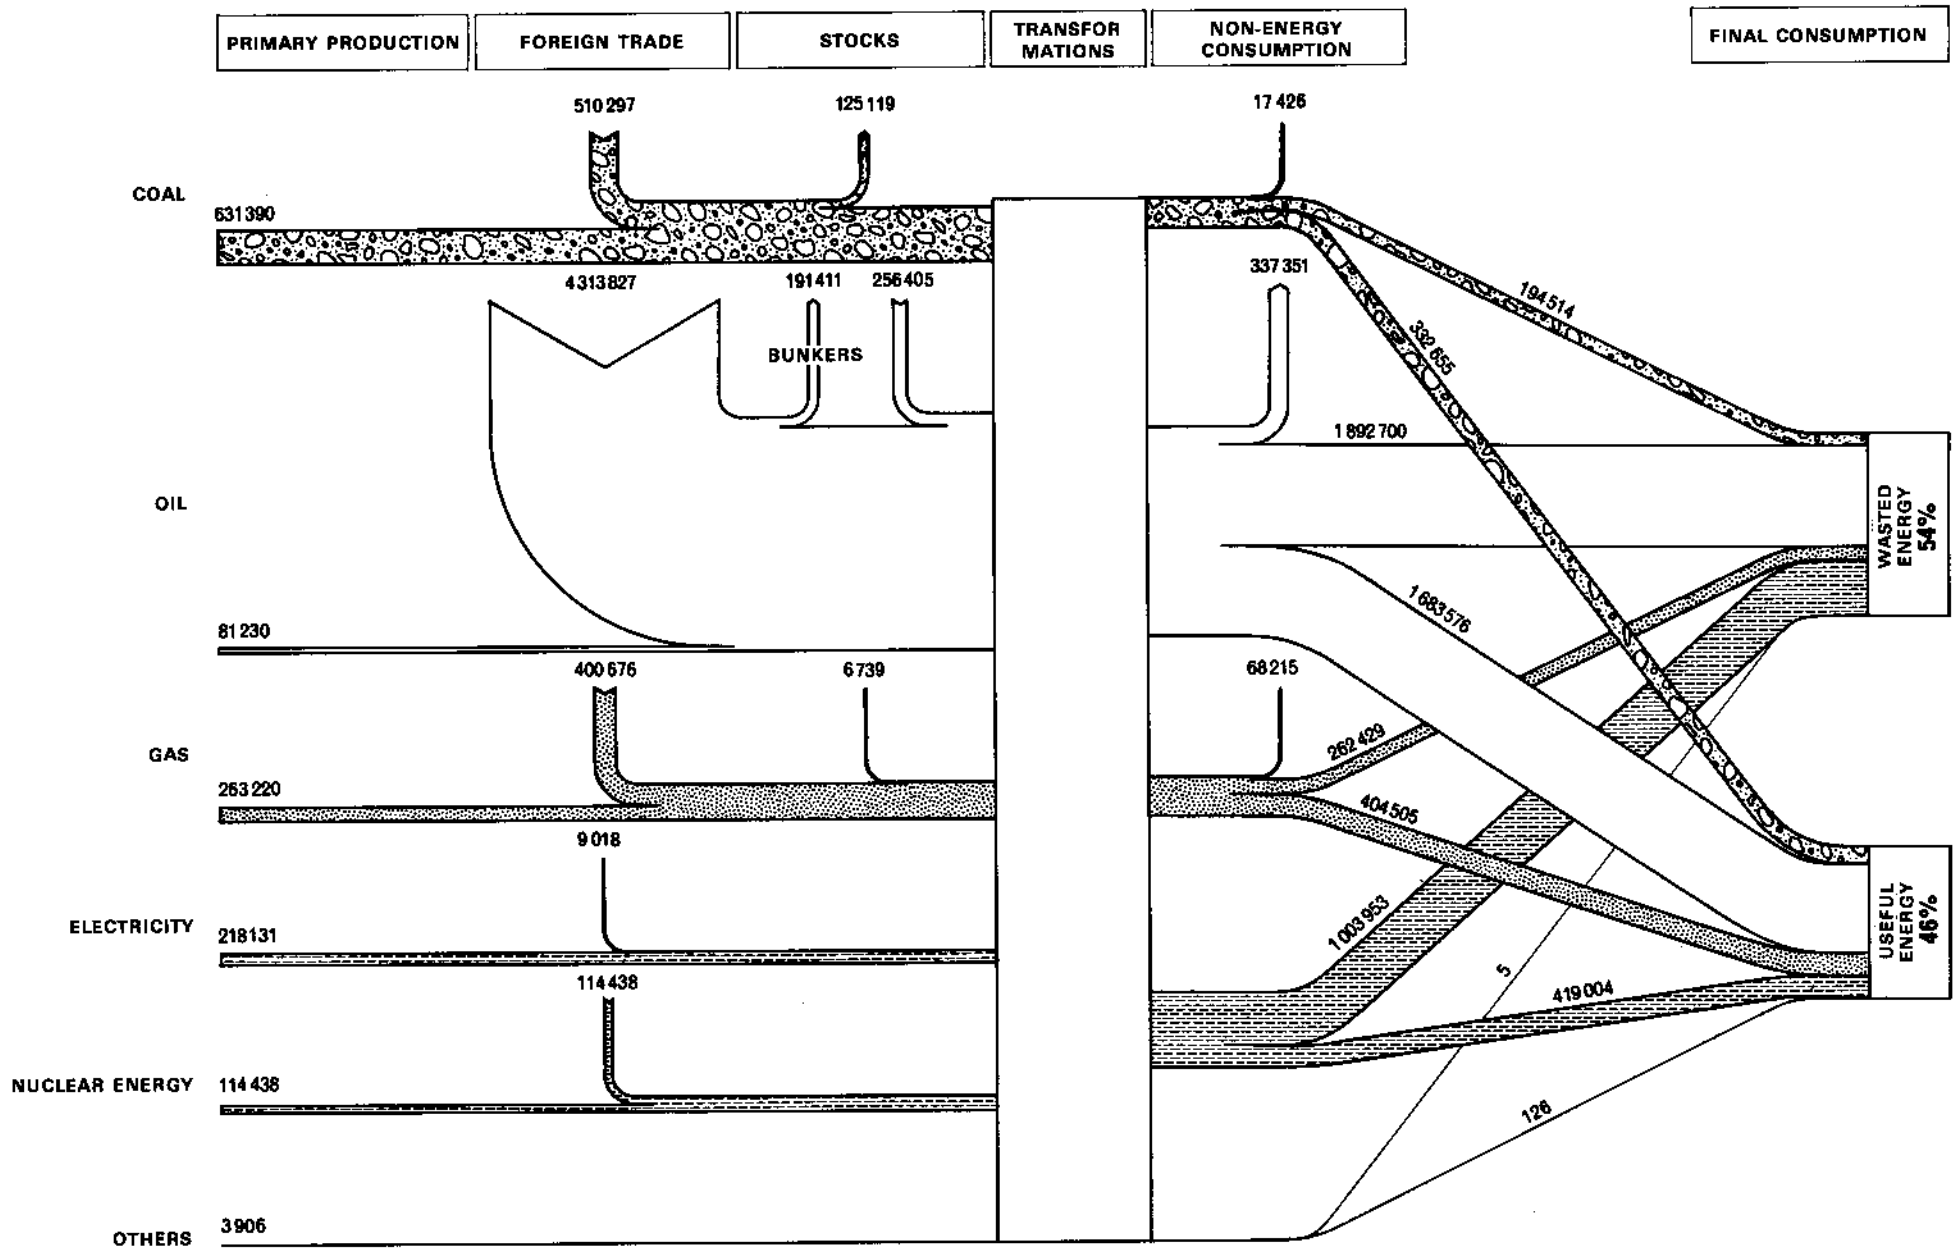 PRIMARY PRODUCTION
FOREIGN TRADE
STOCKS
TRANSFOR
MATIONS
NON-ENERGY
CONSUMPTION
FINAL CONSUMPTION
510 297
125 119
17 426
COAL
631 390
4 313 827
191 411
256 405
337 351
194 514
332 655
BUNKERS
1 892 700
OIL
WASTED
ENERGY
54%
1 683 576
81 230
400 676
6 739
68 215
GAS
262 429
263 220
404 505
9 018
ELECTRICITY
218 131
1 003 953
USEFUL
ENERGY
46%
114 438
5
419 004
NUCLEAR ENERGY
114 438
126
3 906
OTHERS